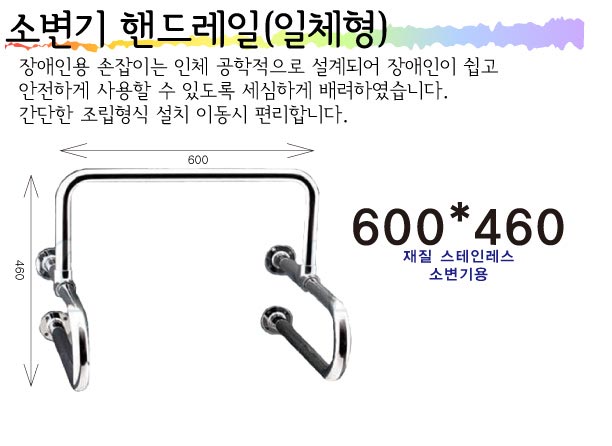 소변기 핸드레일(일체형)
장애인용 손잡이는 인체 공학적으로 설계되어 장애인이 쉽고
안전하게 사용할 수 있도록 세심하게 배려하였습니다.
간단한 조립형식 설치 이동시 편리합니다.
600
460
600*460
재질 스테인레스
소변기용